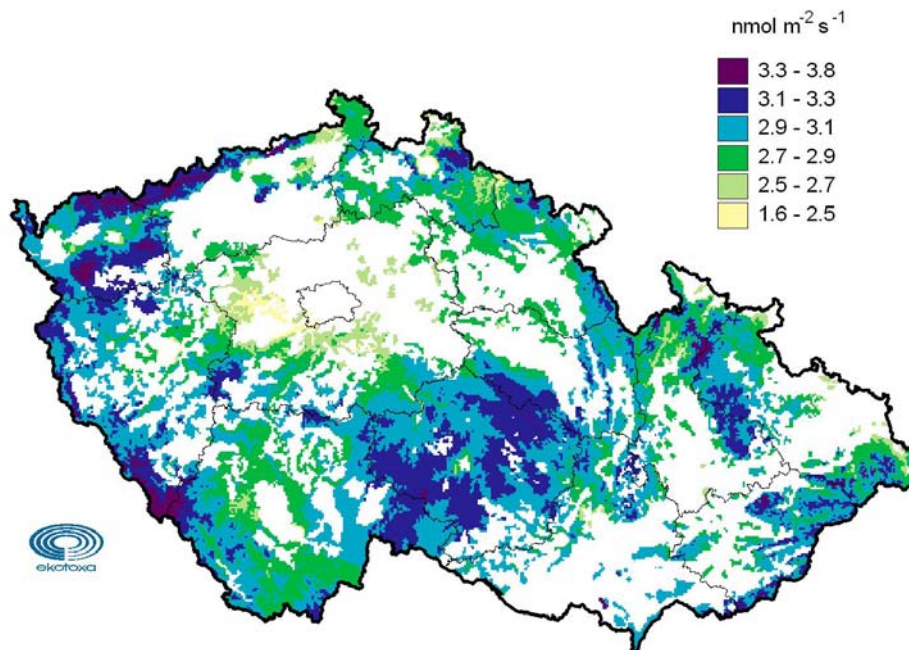 nmol m⁻² s⁻¹
3.3 - 3.8
3.1 - 3.3
2.9 - 3.1
2.7 - 2.9
2.5 - 2.7
1.6 - 2.5
ekotoxa